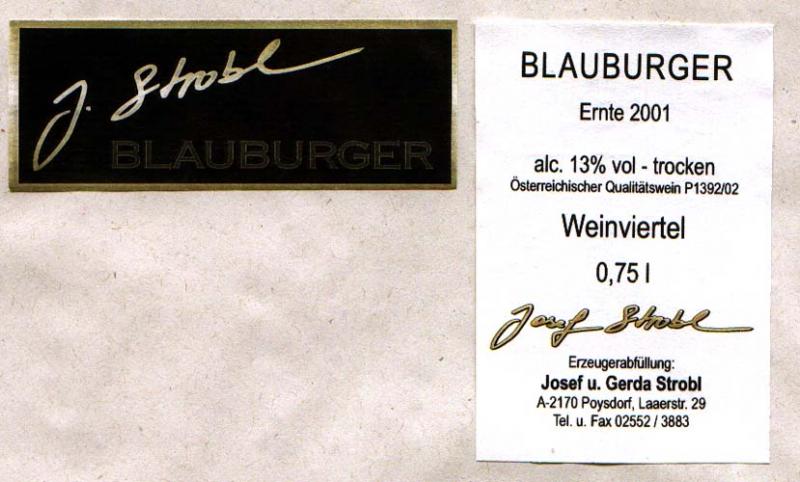 J. Strobl
BLAUBURGER
BLAUBURGER
Ernte 2001
alc. 13% vol - trocken
Österreichischer Qualitätswein P1392/02
Weinviertel
0,75 l
Josef Strobl
Erzeugerabfüllung:
Josef u. Gerda Strobl
A-2170 Poysdorf, Laaerstr. 29
Tel. u. Fax 02552 / 3883